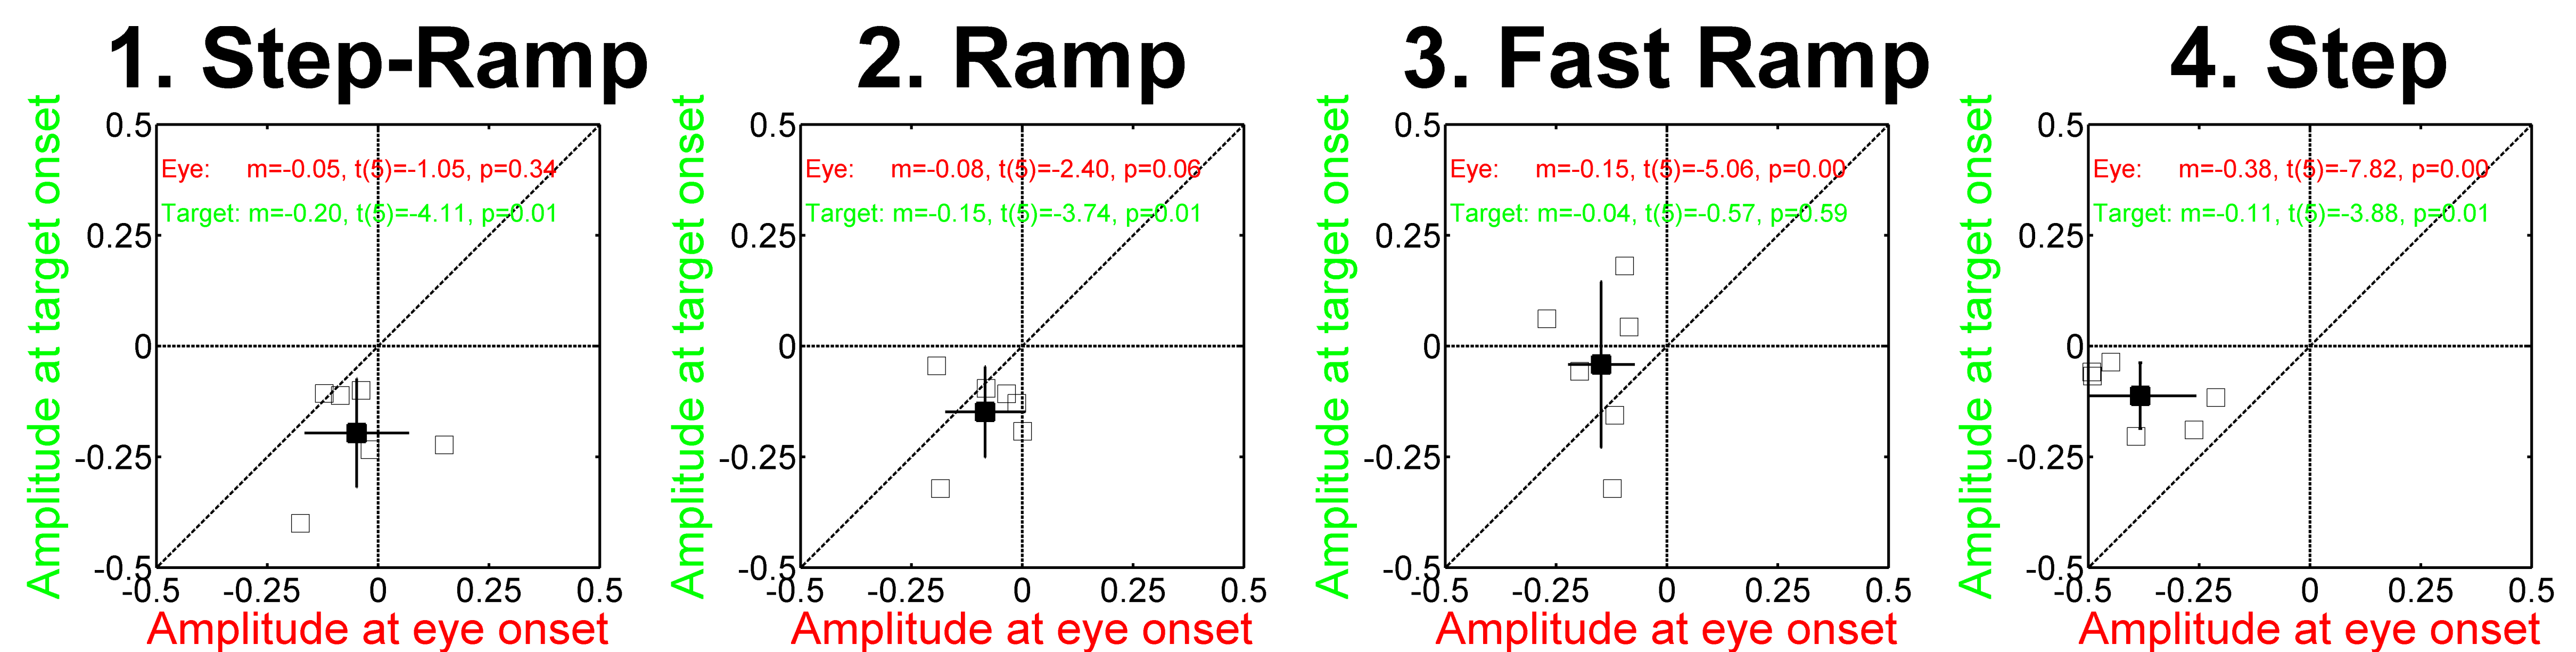 1. Step-Ramp
Amplitude at target onset
0.5
0.25
0
-0.25
-0.5
Eye: m=-0.05, t(5)=-1.05, p=0.34
Target: m=-0.20, t(5)=-4.11, p=0.01
-0.5 -0.25 0 0.25 0.5
Amplitude at eye onset
2. Ramp
Amplitude at target onset
0.5
0.25
0
-0.25
-0.5
Eye: m=-0.08, t(5)=-2.40, p=0.06
Target: m=-0.15, t(5)=-3.74, p=0.01
-0.5 -0.25 0 0.25 0.5
Amplitude at eye onset
3. Fast Ramp
Amplitude at target onset
0.5
0.25
0
-0.25
-0.5
Eye: m=-0.15, t(5)=-5.06, p=0.00
Target: m=-0.04, t(5)=-0.57, p=0.59
-0.5 -0.25 0 0.25 0.5
Amplitude at eye onset
4. Step
Amplitude at target onset
0.5
0.25
0
-0.25
-0.5
Eye: m=-0.38, t(5)=-7.82, p=0.00
Target: m=-0.11, t(5)=-3.88, p=0.01
-0.5 -0.25 0 0.25 0.5
Amplitude at eye onset